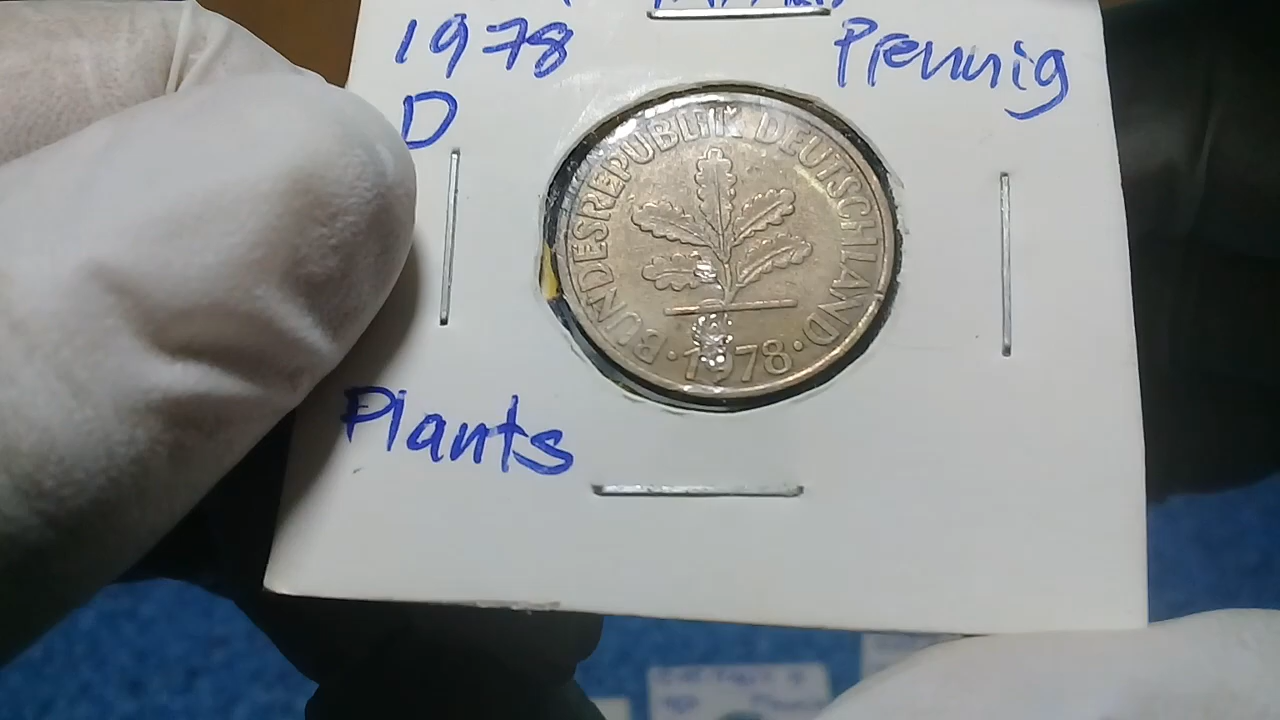 1978
Pfennig
D
BUNDESREPUBLIK DEUTSCHLAND
·1978·
Plants